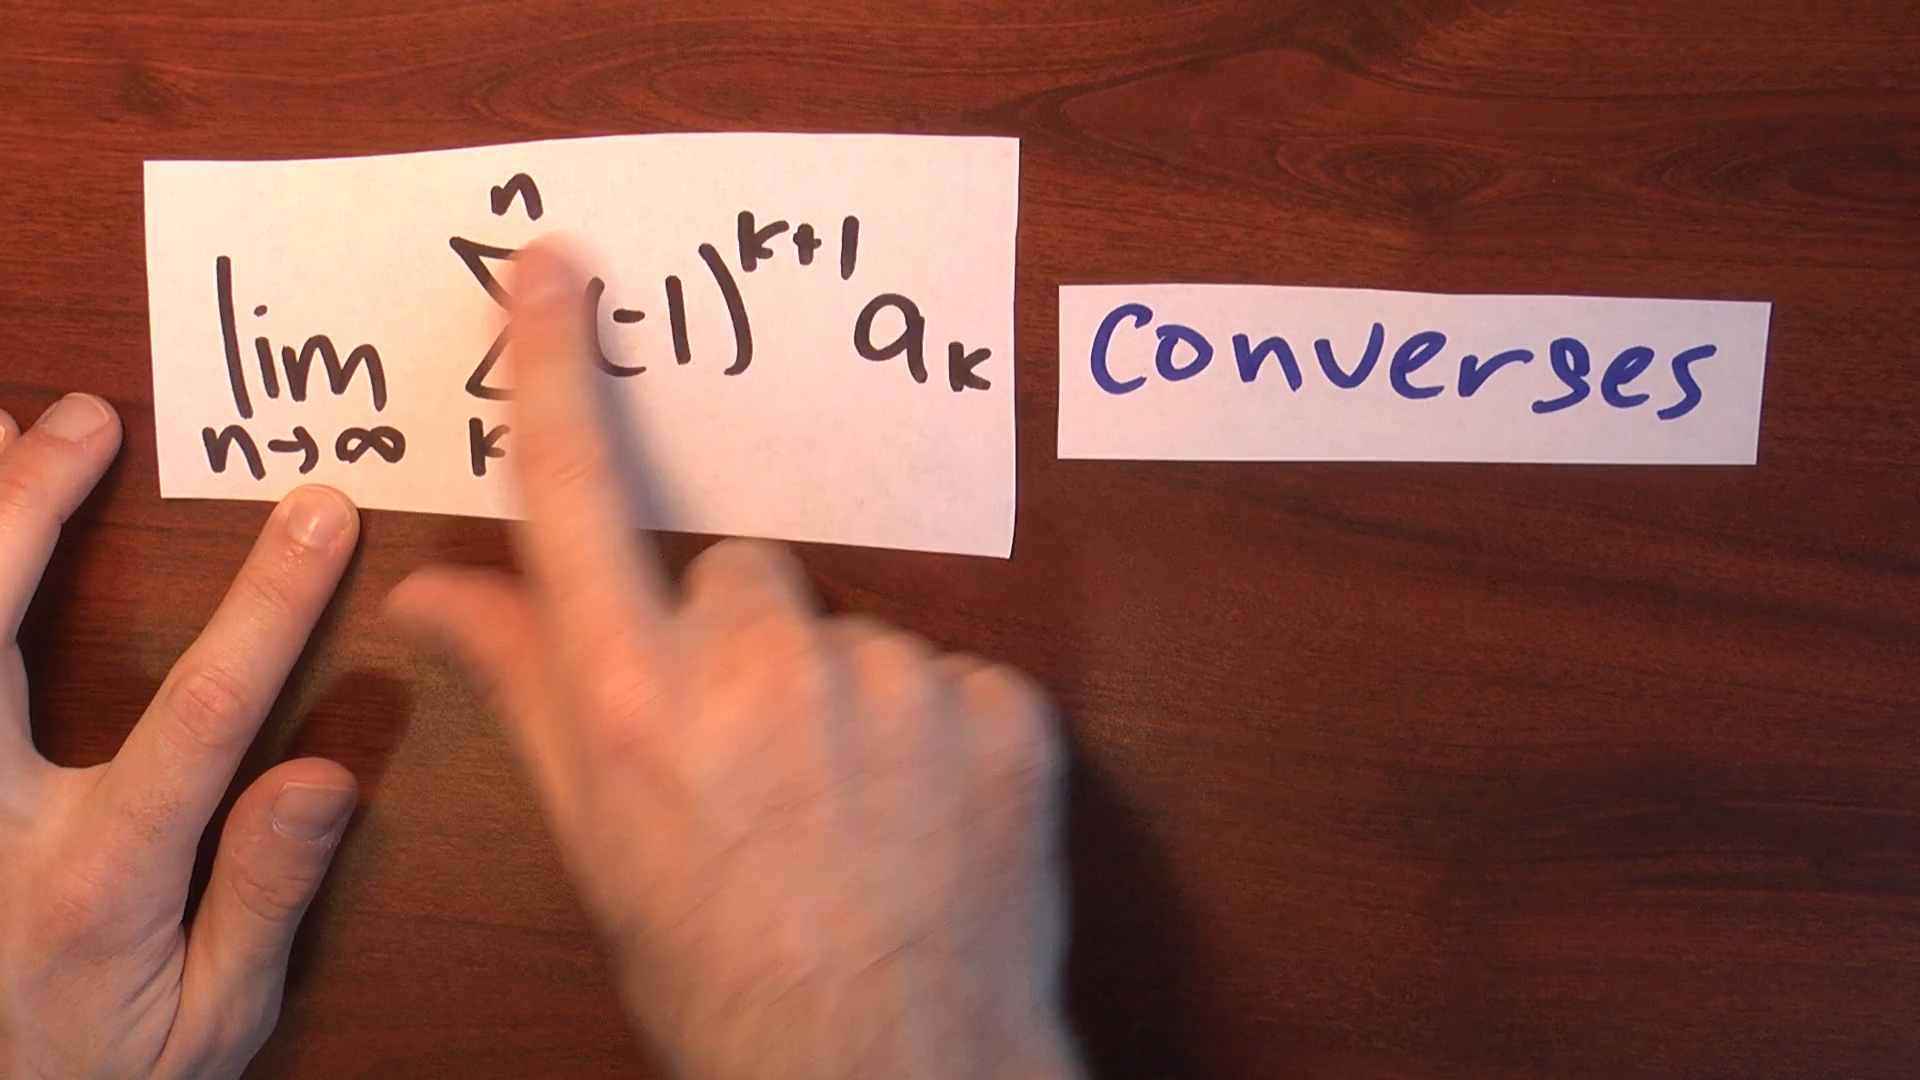 lim n→∞ n Σ k (-1)^{k+1} a_k
converges